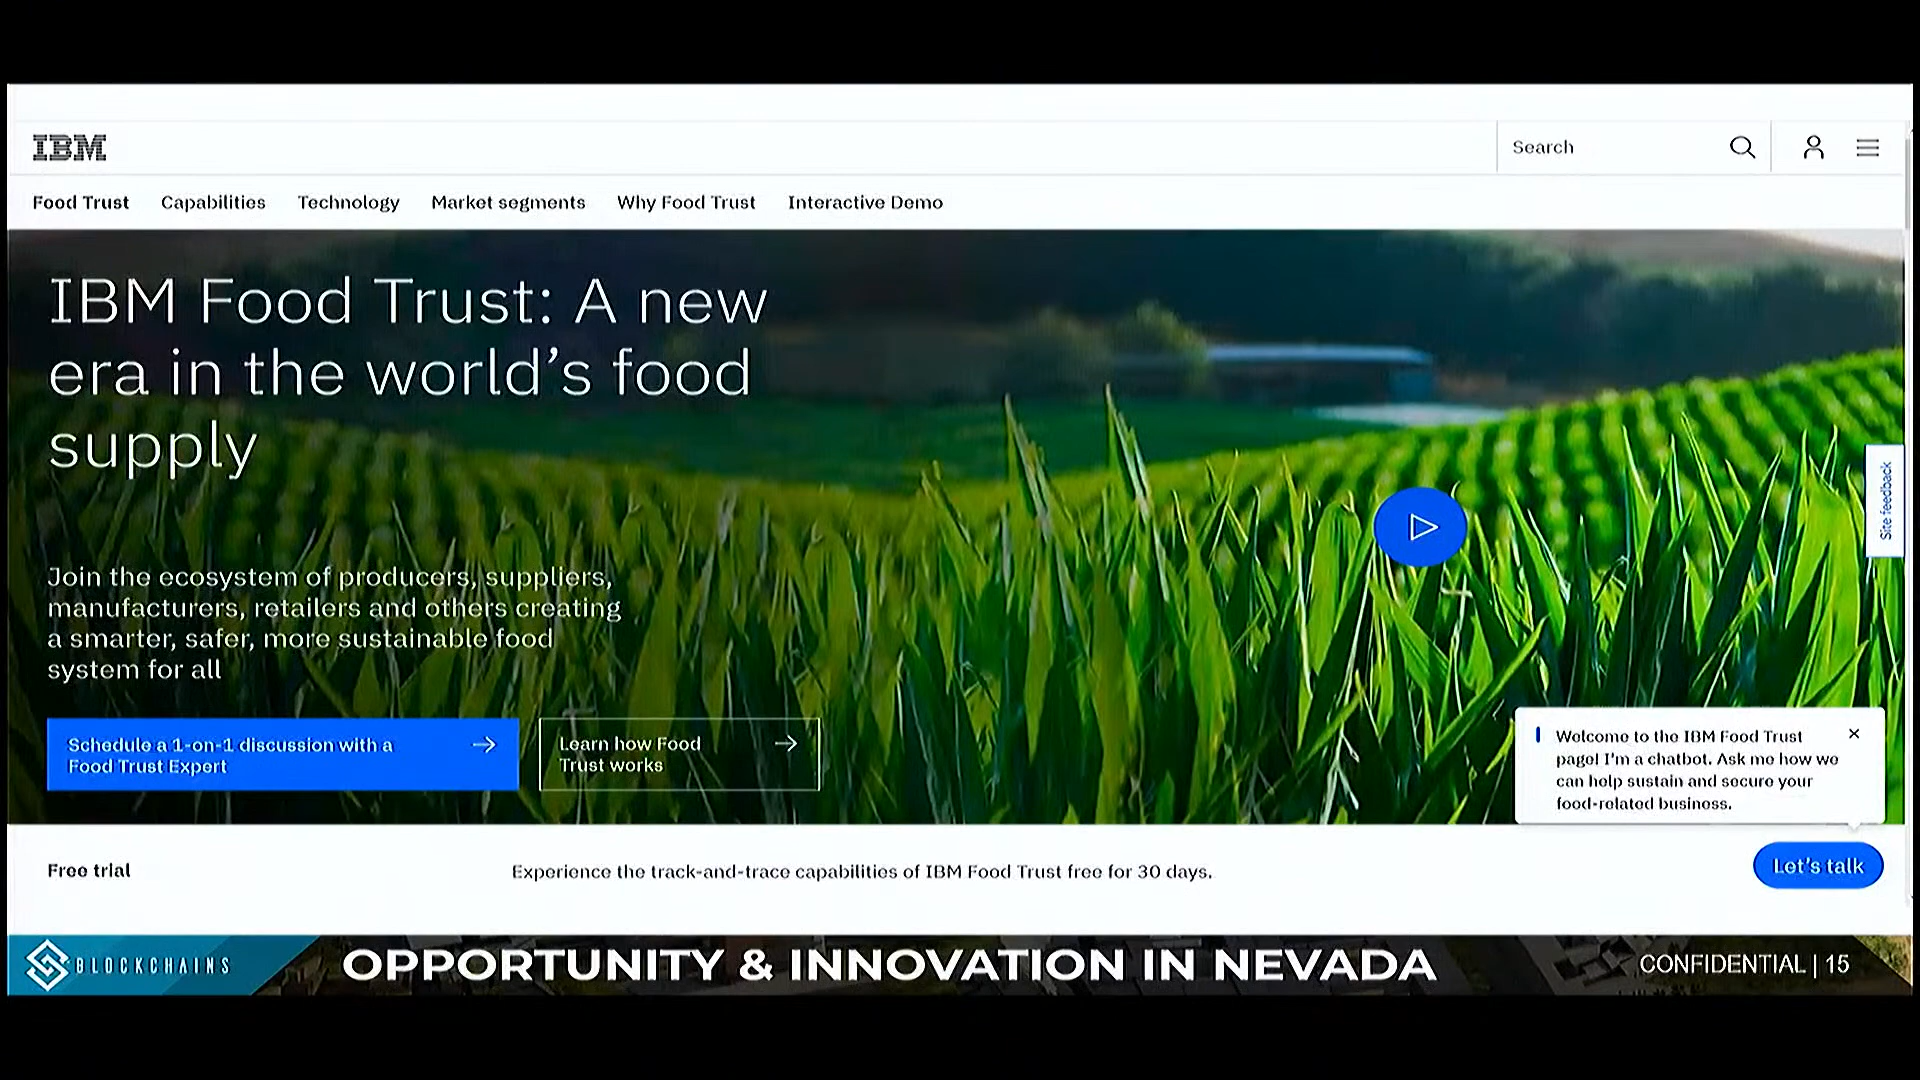 IBM
Search
Food Trust Capabilities Technology Market segments Why Food Trust Interactive Demo
IBM Food Trust: A new
era in the world's food
supply
Site feedback
Join the ecosystem of producers, suppliers,
manufacturers, retailers and others creating
a smarter, safer, more sustainable food
system for all
Schedule a 1-on-1 discussion with a
Food Trust Expert
Learn how Food
Trust works
Welcome to the IBM Food Trust
page! I'm a chatbot. Ask me how we
can help sustain and secure your
food-related business.
Free trial
Experience the track-and-trace capabilities of IBM Food Trust free for 30 days.
Let's talk
BLOCKCHAINS
OPPORTUNITY & INNOVATION IN NEVADA
CONFIDENTIAL | 15